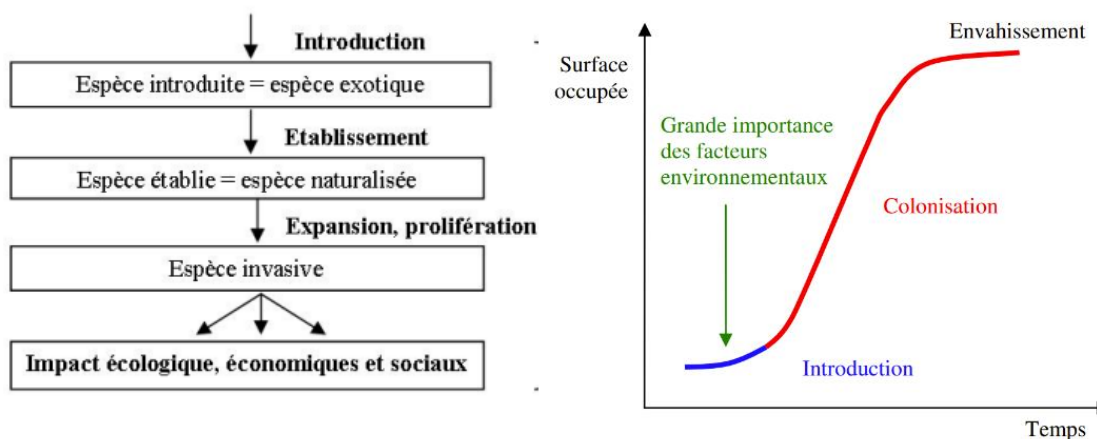 Introduction
Espèce introduite = espèce exotique
Etablissement
Espèce établie = espèce naturalisée
Expansion, prolifération
Espèce invasive
Impact écologique, économiques et sociaux
Envahissement
Surface
occupée
Grande importance
des facteurs
environnementaux
Colonisation
Introduction
Temps